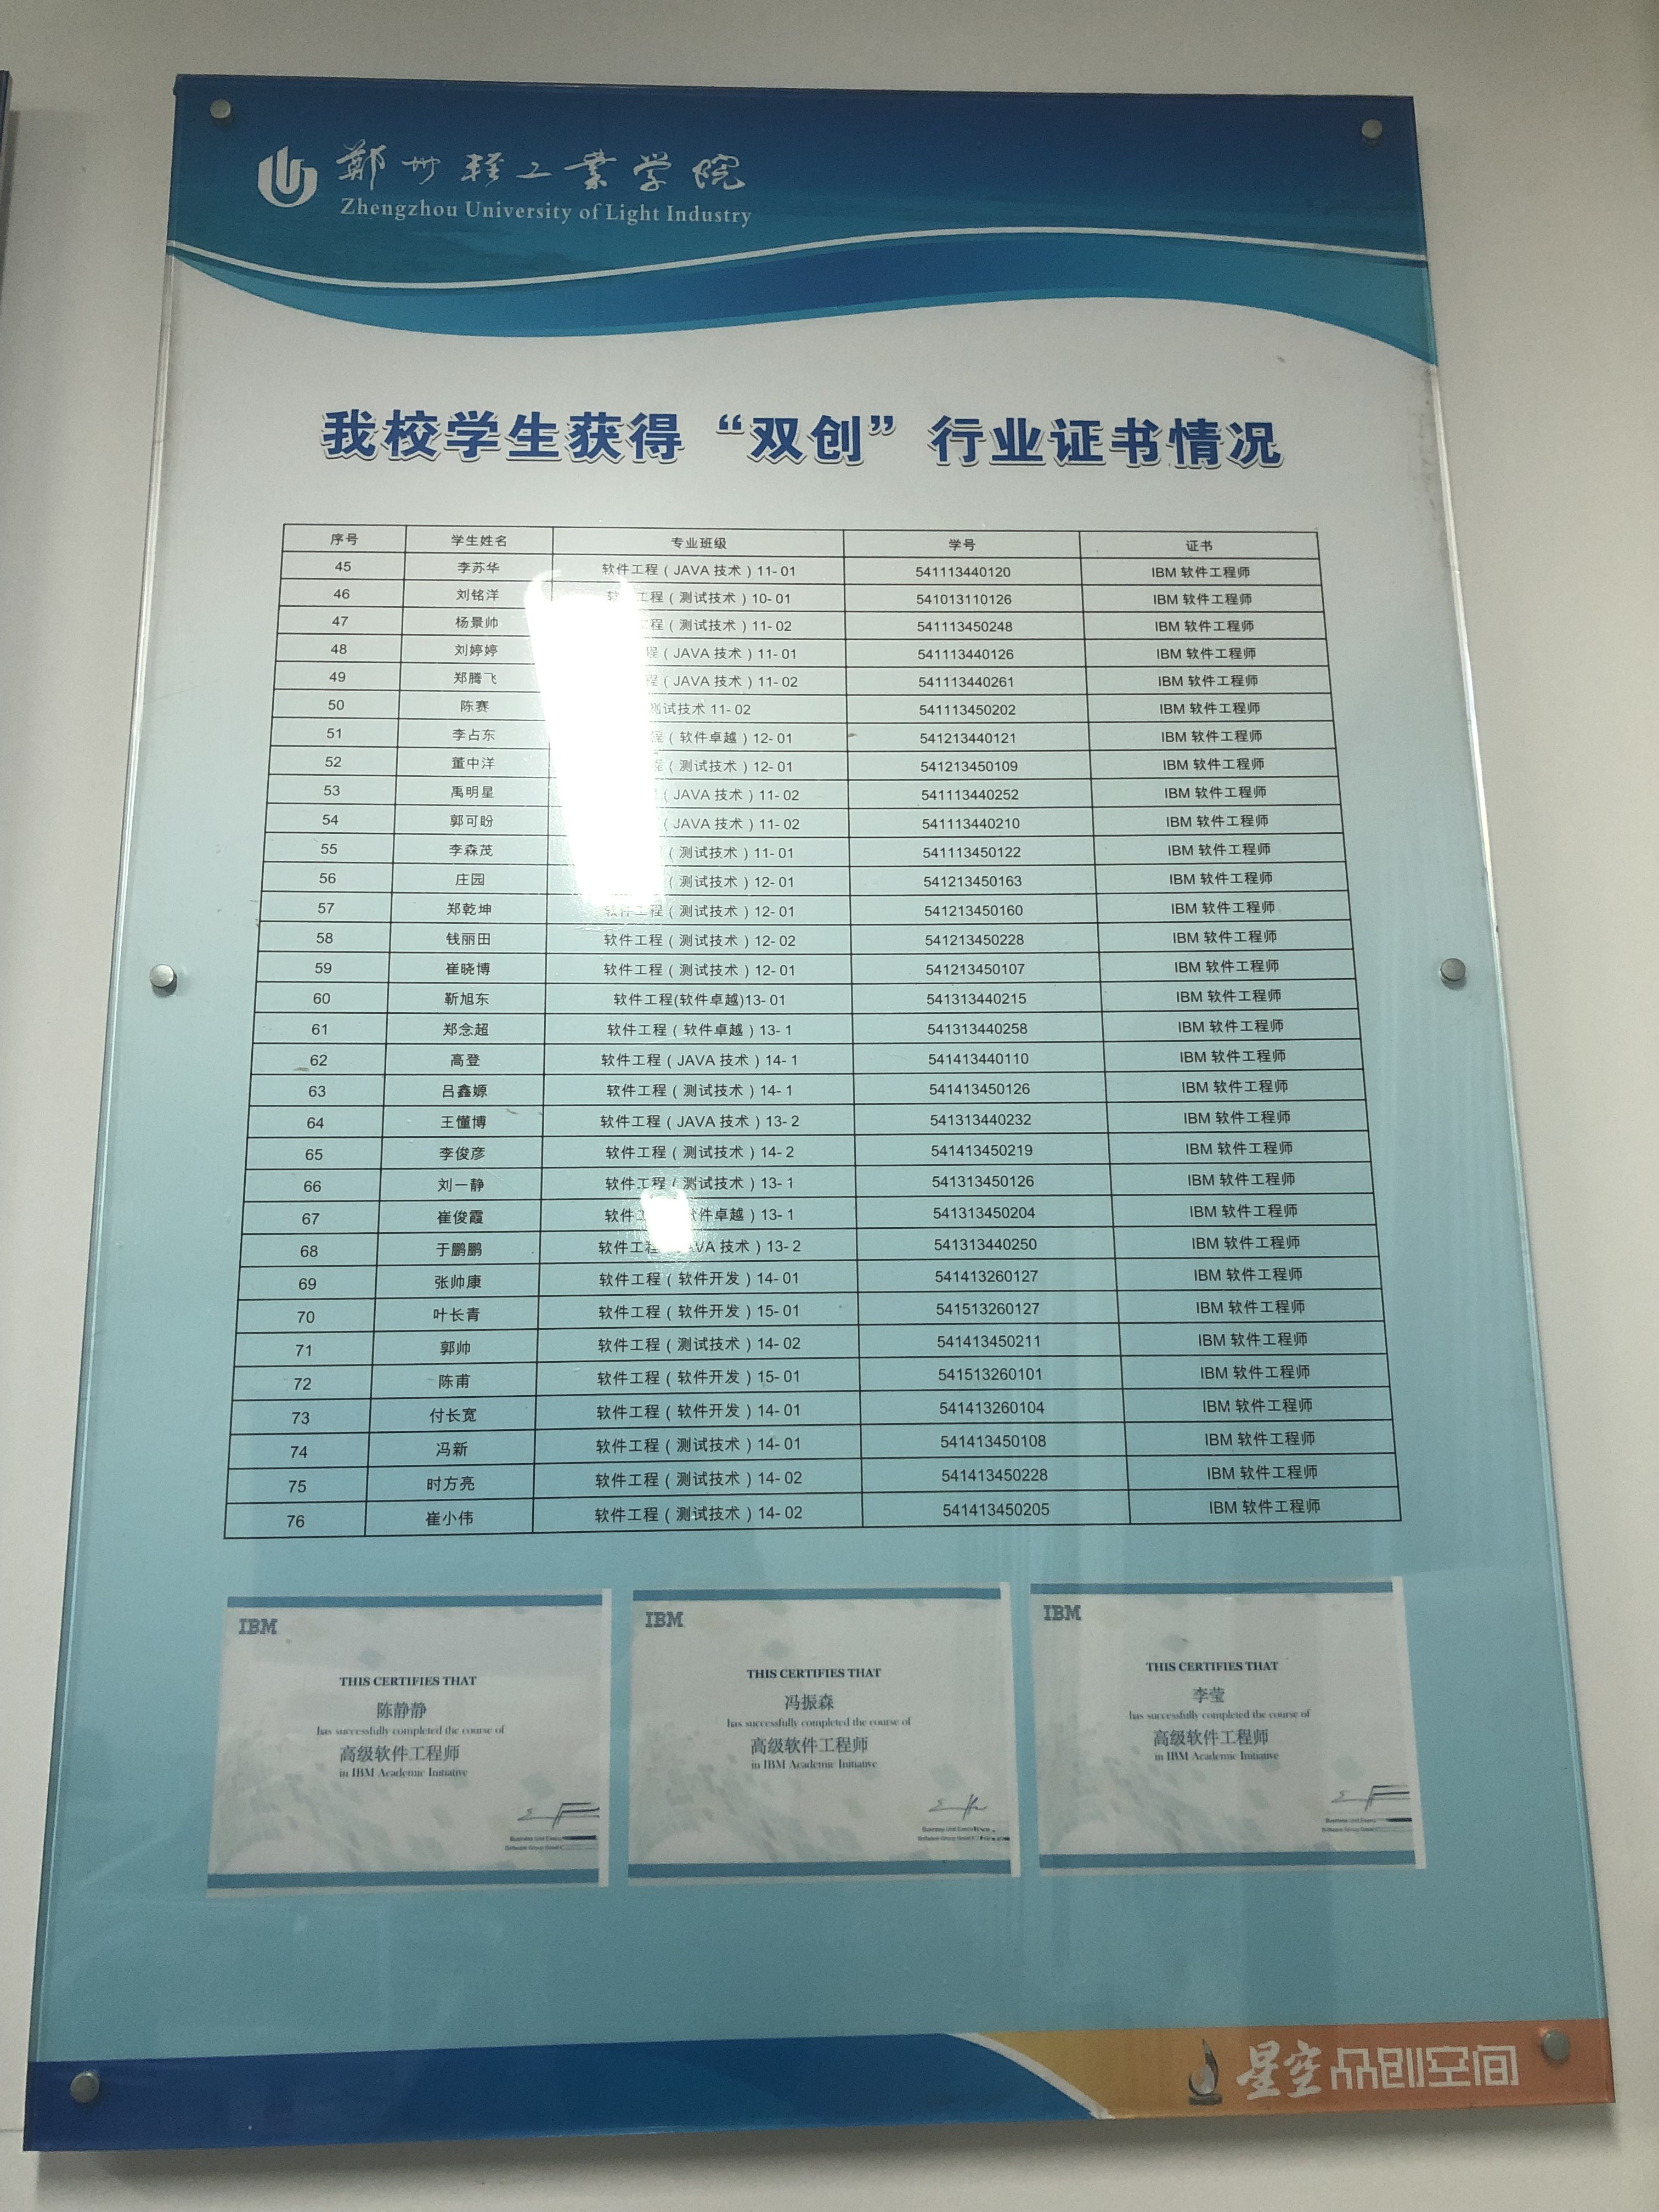 鄭州轻工業学院
Zhengzhou University of Light Industry
我校学生获得“双创”行业证书情况
序号 学生姓名 专业班级 学号 证书
45 李苏华 软件工程（JAVA 技术）11-01 541113440120 IBM 软件工程师
46 刘铭洋 工程（测试技术）10-01 541013110126 IBM 软件工程师
47 杨景帅 程（测试技术）11-02 541113450248 IBM 软件工程师
48 刘婷婷 （JAVA 技术）11-01 541113440126 IBM 软件工程师
49 郑腾飞 程（JAVA 技术）11-02 541113440261 IBM 软件工程师
50 陈赛 测试技术 11-02 541113450202 IBM 软件工程师
51 李占东 程（软件卓越）12-01 541213440121 IBM 软件工程师
52 董中洋 （测试技术）12-01 541213450109 IBM 软件工程师
53 禹明星 （JAVA 技术）11-02 541113440252 IBM 软件工程师
54 郭可盼 （JAVA 技术）11-02 541113440210 IBM 软件工程师
55 李森茂 （测试技术）11-01 541113450122 IBM 软件工程师
56 庄园 （测试技术）12-01 541213450163 IBM 软件工程师
57 郑乾坤 软件工程（测试技术）12-01 541213450160 IBM 软件工程师
58 钱丽田 软件工程（测试技术）12-02 541213450228 IBM 软件工程师
59 崔晓博 软件工程（测试技术）12-01 541213450107 IBM 软件工程师
60 靳旭东 软件工程(软件卓越)13-01 541313440215 IBM 软件工程师
61 郑念超 软件工程（软件卓越）13-1 541313440258 IBM 软件工程师
62 高登 软件工程（JAVA 技术）14-1 541413440110 IBM 软件工程师
63 吕鑫嫄 软件工程（测试技术）14-1 541413450126 IBM 软件工程师
64 王懂博 软件工程（JAVA 技术）13-2 541313440232 IBM 软件工程师
65 李俊彦 软件工程（测试技术）14-2 541413450219 IBM 软件工程师
66 刘一静 软件工程（测试技术）13-1 541313450126 IBM 软件工程师
67 崔俊霞 软件工 件卓越）13-1 541313450204 IBM 软件工程师
68 于鹏鹏 软件工程 JAVA 技术）13-2 541313440250 IBM 软件工程师
69 张帅康 软件工程（软件开发）14-01 541413260127 IBM 软件工程师
70 叶长青 软件工程（软件开发）15-01 541513260127 IBM 软件工程师
71 郭帅 软件工程（测试技术）14-02 541413450211 IBM 软件工程师
72 陈甫 软件工程（软件开发）15-01 541513260101 IBM 软件工程师
73 付长宽 软件工程（软件开发）14-01 541413260104 IBM 软件工程师
74 冯新 软件工程（测试技术）14-01 541413450108 IBM 软件工程师
75 时方亮 软件工程（测试技术）14-02 541413450228 IBM 软件工程师
76 崔小伟 软件工程（测试技术）14-02 541413450205 IBM 软件工程师
IBM
THIS CERTIFIES THAT
陈静静
has successfully completed the course of
高级软件工程师
in IBM Academic Initiative
Business Unit
Software Group
IBM
THIS CERTIFIES THAT
冯振森
has successfully completed the course of
高级软件工程师
in IBM Academic Initiative
Business Unit
Software Group
IBM
THIS CERTIFIES THAT
李莹
has successfully completed the course of
高级软件工程师
in IBM Academic Initiative
Business Unit
Software Group
星空众创空间